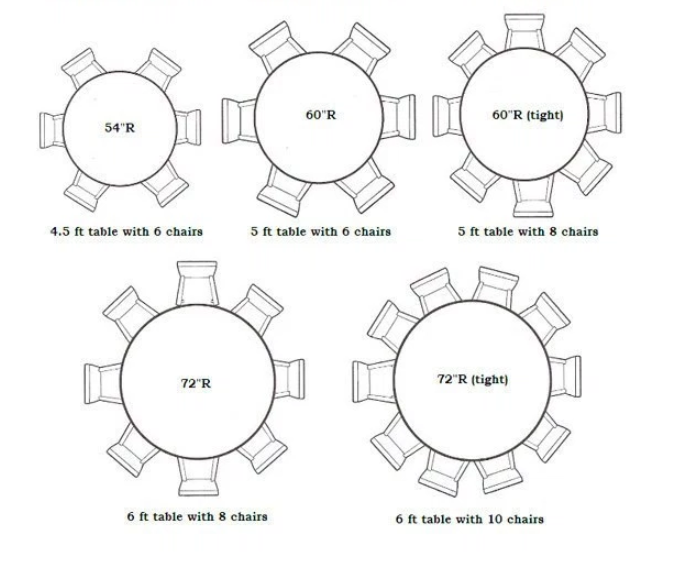 54"R
60"R
60"R (tight)
4.5 ft table with 6 chairs
5 ft table with 6 chairs
5 ft table with 8 chairs
72"R
72"R (tight)
6 ft table with 8 chairs
6 ft table with 10 chairs